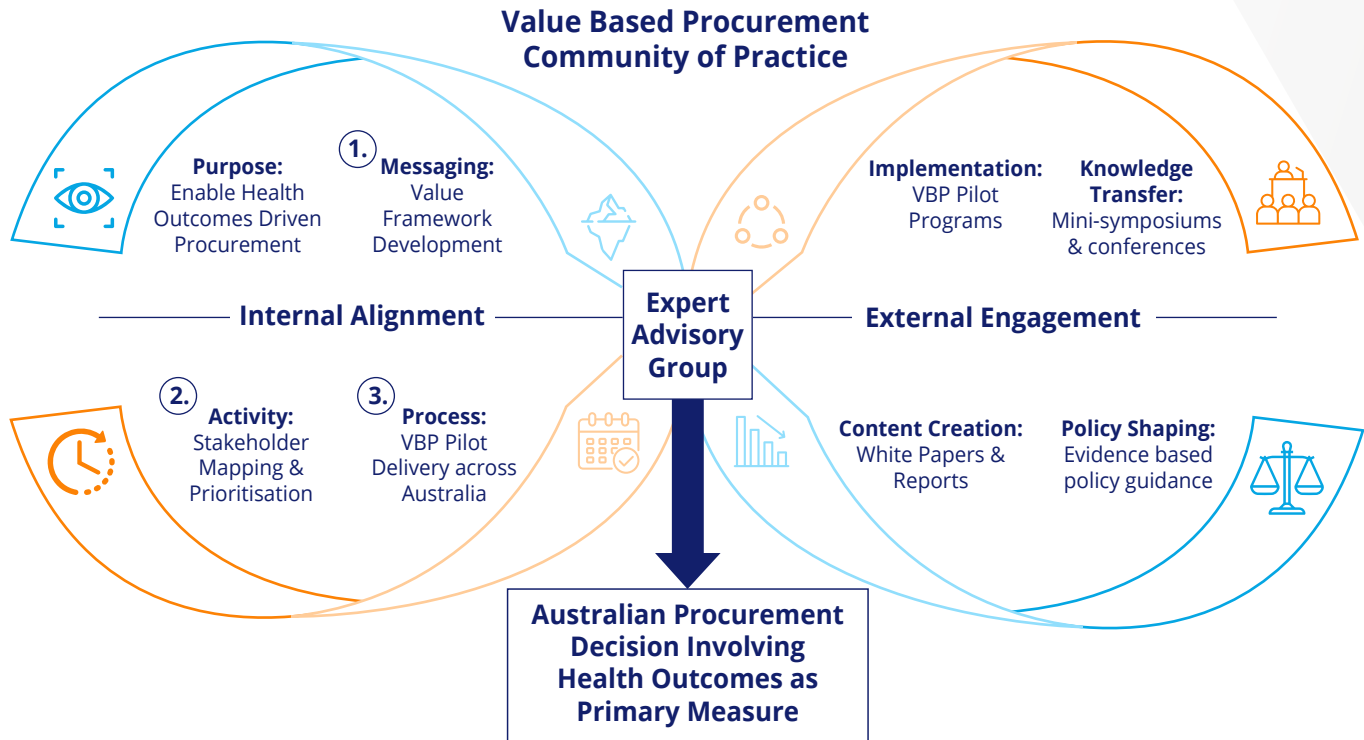 Value Based Procurement
Community of Practice
Purpose:
Enable Health
Outcomes Driven
Procurement
1.
Messaging:
Value
Framework
Development
Implementation:
VBP Pilot
Programs
Knowledge
Transfer:
Mini-symposiums
& conferences
Internal Alignment
Expert
Advisory
Group
External Engagement
2.
Activity:
Stakeholder
Mapping &
Prioritisation
3.
Process:
VBP Pilot
Delivery across
Australia
Content Creation:
White Papers &
Reports
Policy Shaping:
Evidence based
policy guidance
Australian Procurement
Decision Involving
Health Outcomes as
Primary Measure